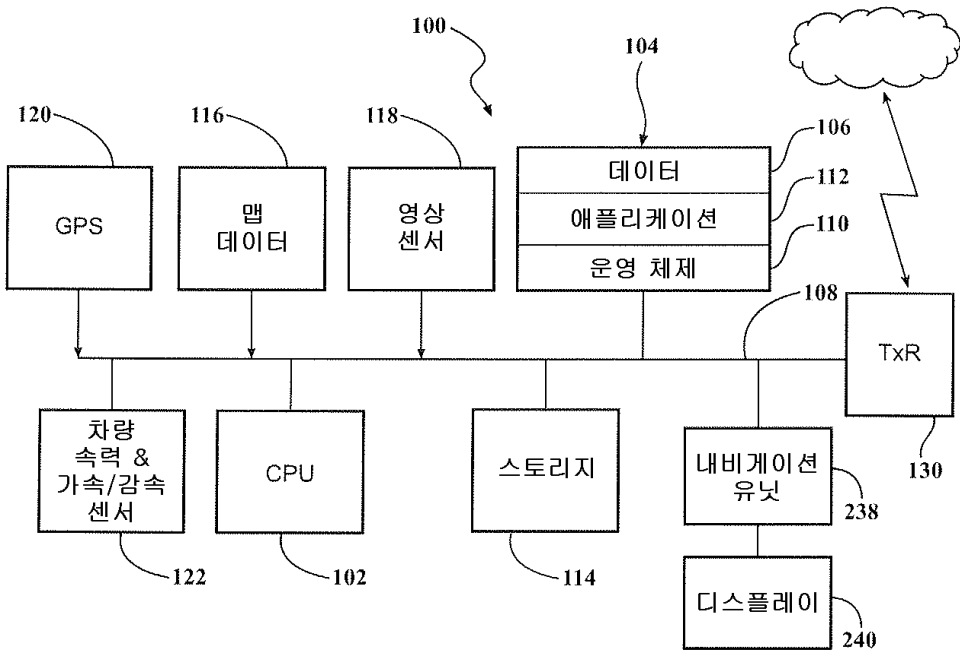 100
104
120
116
118
106
데이터
112
GPS
맵
데이터
영상
센서
애플리케이션
110
운영 체제
108
TxR
차량
속력 &
가속/감속
센서
CPU
스토리지
내비게이션
유닛
130
238
122
102
114
디스플레이
240